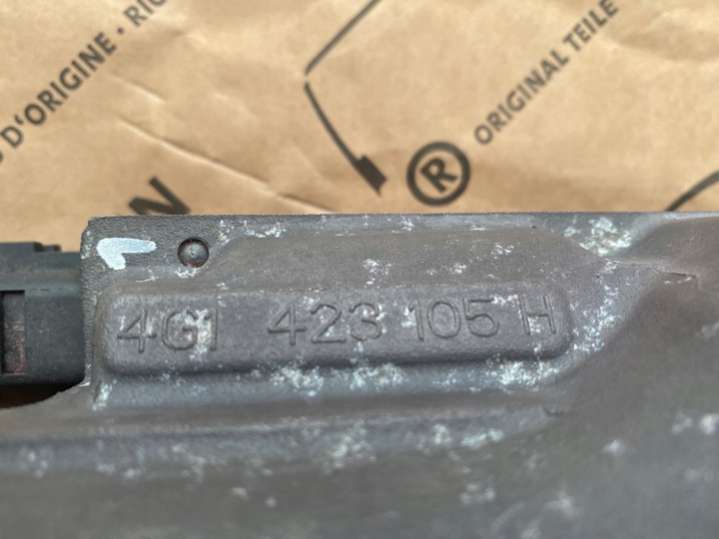 D'ORIGINE · RI
ORIGINAL TEILE
N
®
4G1 423 105 H